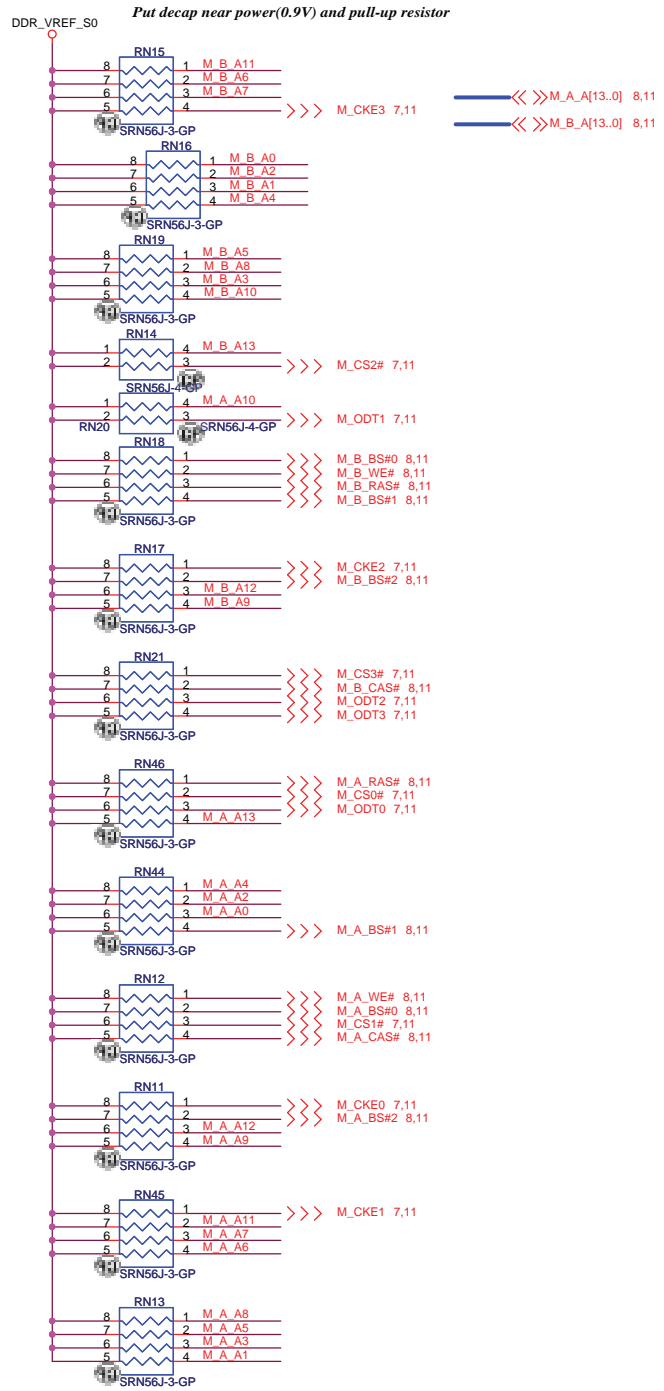 Put decap near power(0.9V) and pull-up resistor
DDR_VREF_S0
RN15
8 1 M_B_A11
7 2 M_B_A6
6 3 M_B_A7
5 4 M_CKE3 7,11
SRN56J-3-GP
M_A_A[13..0] 8,11
M_B_A[13..0] 8,11
RN16
8 1 M_B_A0
7 2 M_B_A2
6 3 M_B_A1
5 4 M_B_A4
SRN56J-3-GP
RN19
8 1 M_B_A5
7 2 M_B_A8
6 3 M_B_A3
5 4 M_B_A10
SRN56J-3-GP
RN14
1 4 M_B_A13
2 3 M_CS2# 7,11
SRN56J-4-GP
1 4 M_A_A10
2 3 M_ODT1 7,11
RN20 SRN56J-4-GP
RN18
8 1 M_B_BS#0 8,11
7 2 M_B_WE# 8,11
6 3 M_B_RAS# 8,11
5 4 M_B_BS#1 8,11
SRN56J-3-GP
RN17
8 1 M_CKE2 7,11
7 2 M_B_BS#2 8,11
6 3 M_B_A12
5 4 M_B_A9
SRN56J-3-GP
RN21
8 1 M_CS3# 7,11
7 2 M_B_CAS# 8,11
6 3 M_ODT2 7,11
5 4 M_ODT3 7,11
SRN56J-3-GP
RN46
8 1 M_A_RAS# 8,11
7 2 M_CS0# 7,11
6 3 M_ODT0 7,11
5 4 M_A_A13
SRN56J-3-GP
RN44
8 1 M_A_A4
7 2 M_A_A2
6 3 M_A_A0
5 4 M_A_BS#1 8,11
SRN56J-3-GP
RN12
8 1 M_A_WE# 8,11
7 2 M_A_BS#0 8,11
6 3 M_CS1# 7,11
5 4 M_A_CAS# 8,11
SRN56J-3-GP
RN11
8 1 M_CKE0 7,11
7 2 M_A_BS#2 8,11
6 3 M_A_A12
5 4 M_A_A9
SRN56J-3-GP
RN45
8 1 M_CKE1 7,11
7 2 M_A_A11
6 3 M_A_A7
5 4 M_A_A6
SRN56J-3-GP
RN13
8 1 M_A_A8
7 2 M_A_A5
6 3 M_A_A3
5 4 M_A_A1
SRN56J-3-GP